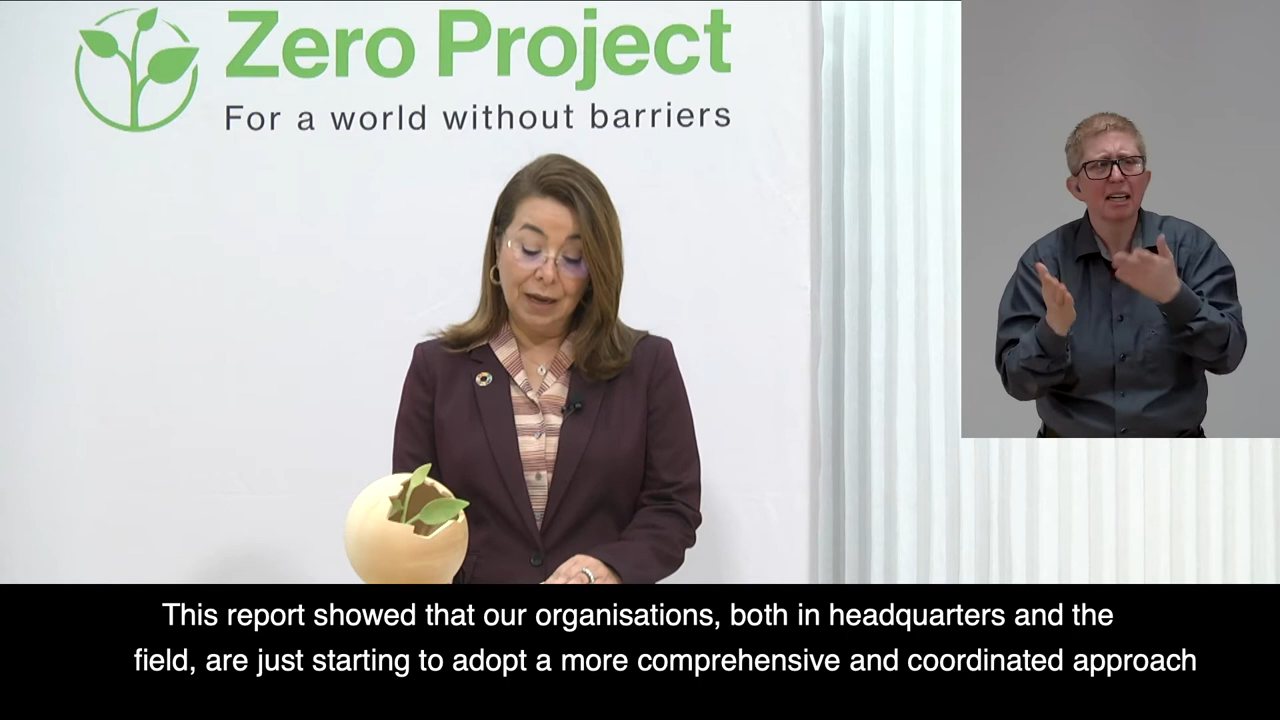 Zero Project
For a world without barriers
This report showed that our organisations, both in headquarters and the
field, are just starting to adopt a more comprehensive and coordinated approach